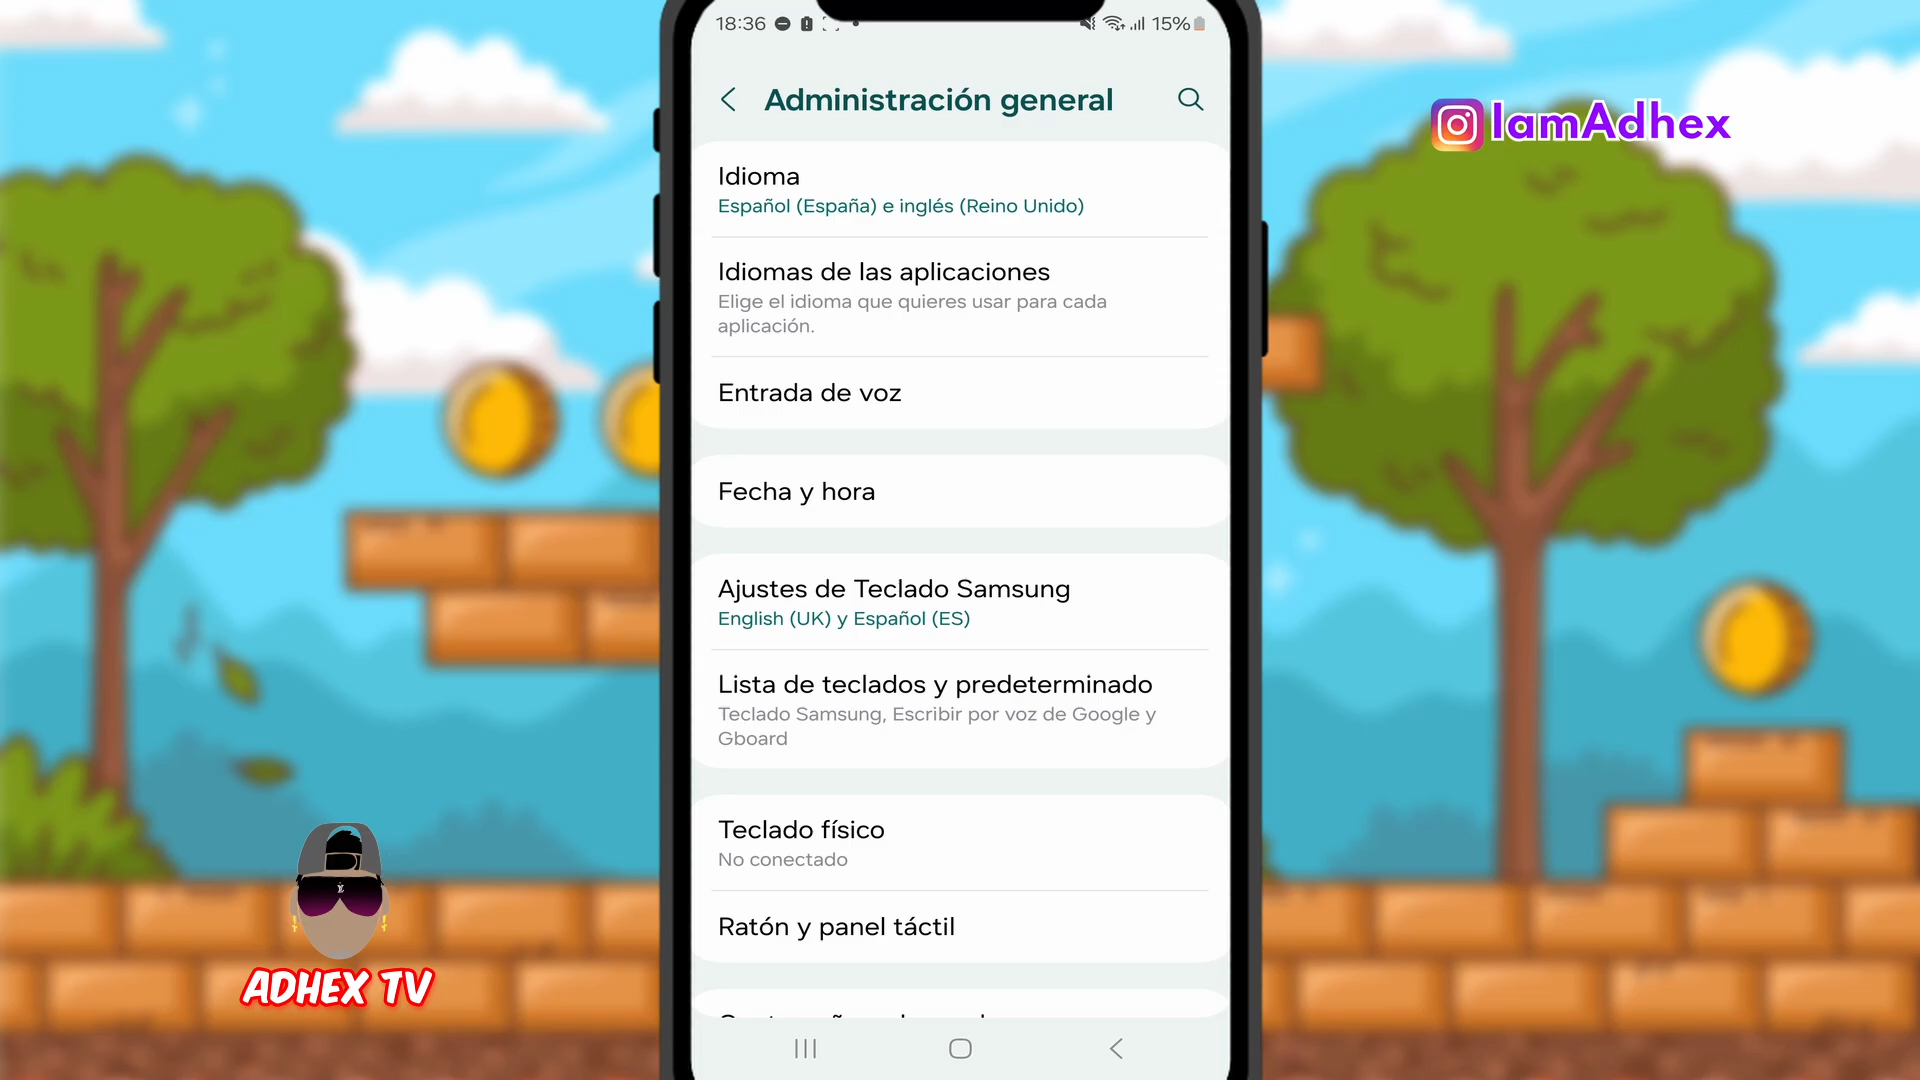 18:36
15%
Administración general
IamAdhex
Idioma
Español (España) e inglés (Reino Unido)
Idiomas de las aplicaciones
Elige el idioma que quieres usar para cada
aplicación.
Entrada de voz
Fecha y hora
Ajustes de Teclado Samsung
English (UK) y Español (ES)
Lista de teclados y predeterminado
Teclado Samsung, Escribir por voz de Google y
Gboard
Teclado físico
No conectado
Ratón y panel táctil
ADHEX TV